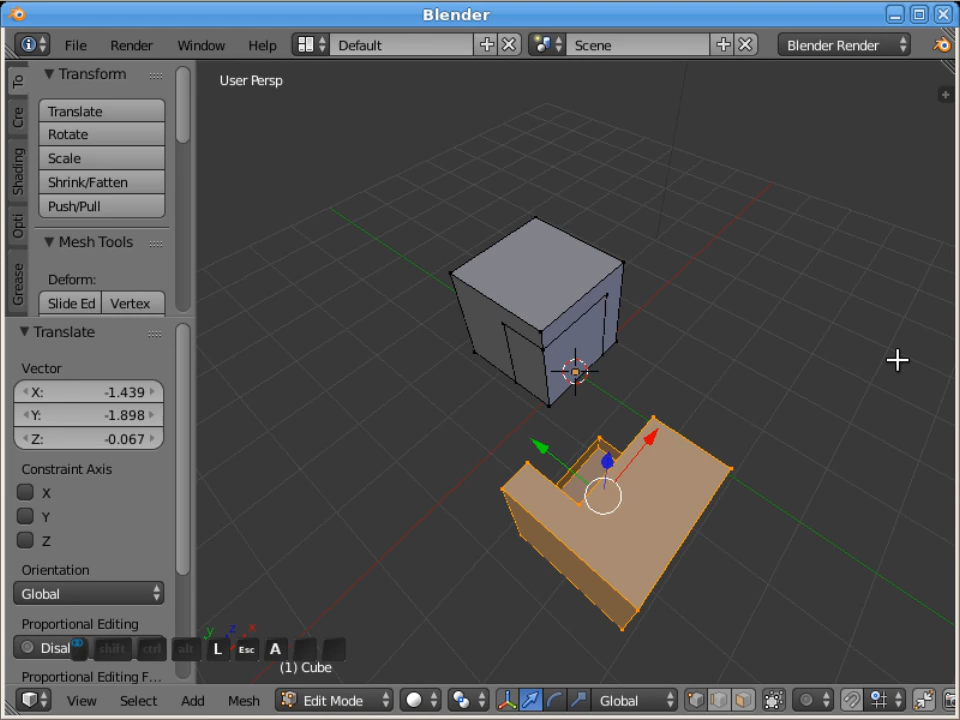 Blender
File Render Window Help Default Scene Blender Render
User Persp
To
Cre
Shading
Opti
Grease
Transform
Translate
Rotate
Scale
Shrink/Fatten
Push/Pull
Mesh Tools
Deform:
Slide Ed Vertex
Translate
Vector
X: -1.439
Y: -1.898
Z: -0.067
Constraint Axis
X
Y
Z
Orientation
Global
Proportional Editing
Disal
shift ctrl alt L Esc A
y z x
Proportional Editing F...
(1) Cube
View Select Add Mesh Edit Mode Global